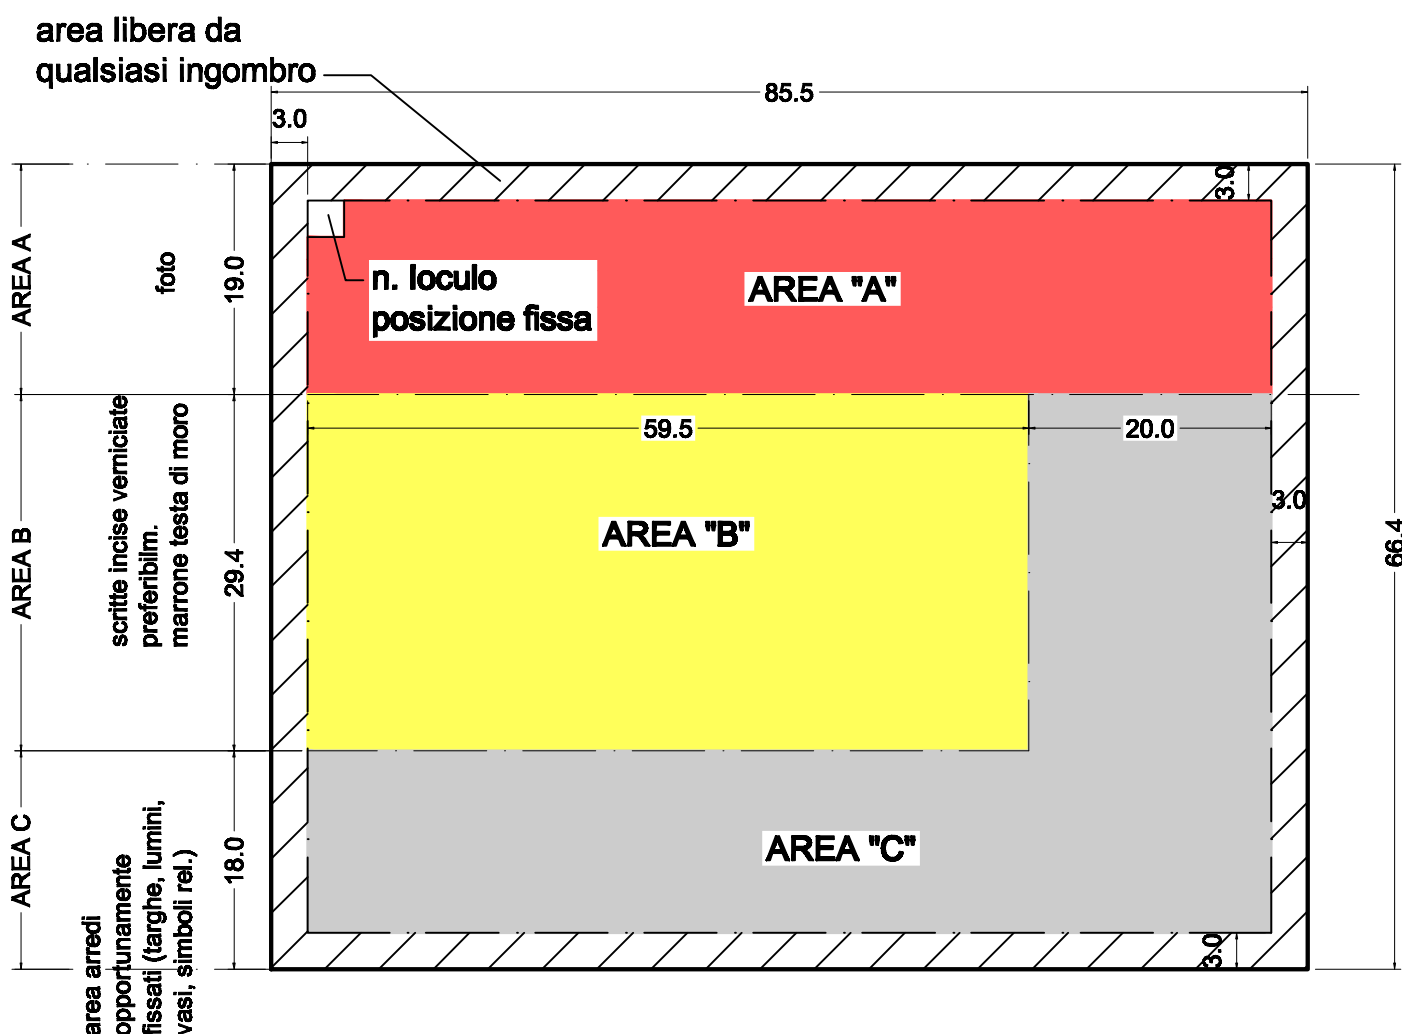 area libera da
qualsiasi ingombro
85.5
3.0
3.0
AREA A
foto
19.0
n. loculo
posizione fissa
AREA "A"
59.5
20.0
AREA B
scritte incise verniciate
preferibilm.
marrone testa di moro
29.4
AREA "B"
3.0
66.4
AREA C
area arredi
opportunamente
fissati (targhe, lumini,
vasi, simboli rel.)
18.0
AREA "C"
3.0